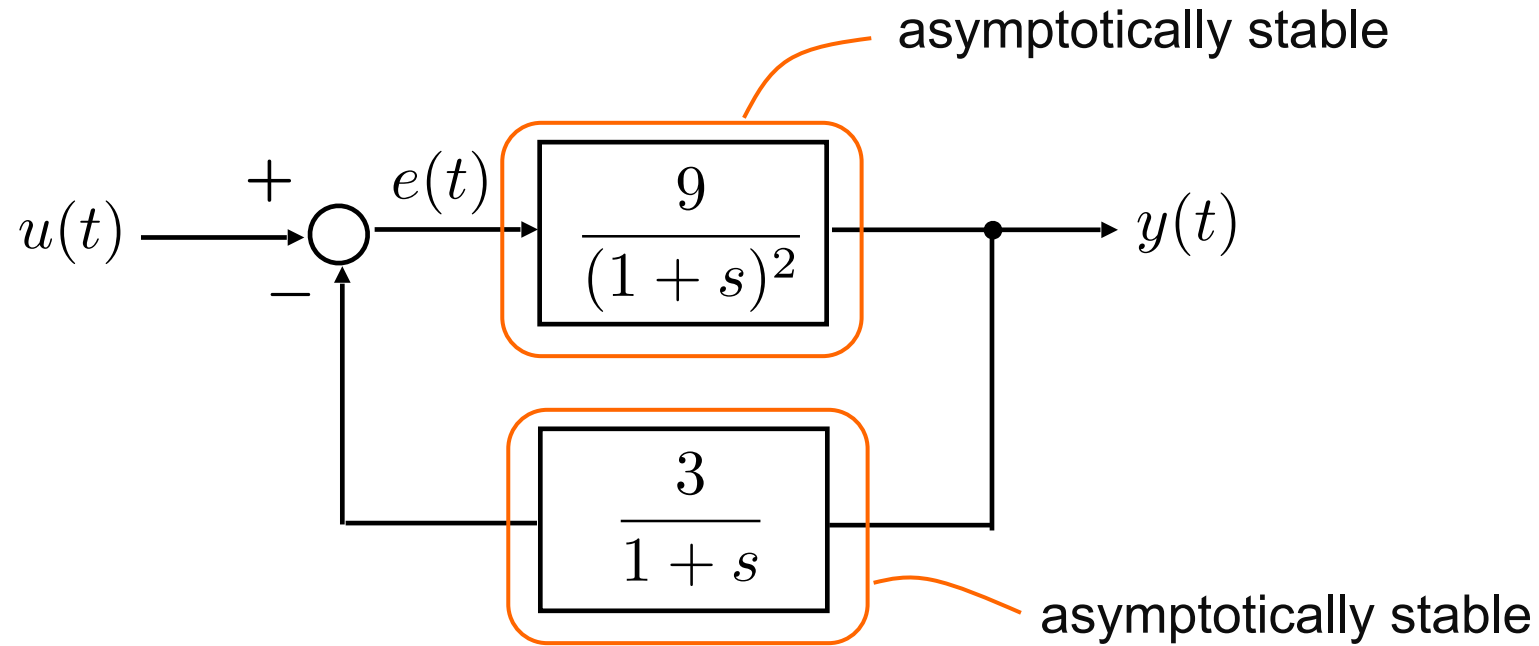 asymptotically stable
+
e(t)
u(t)
9
(1 + s)²
y(t)
−
3
1 + s
asymptotically stable